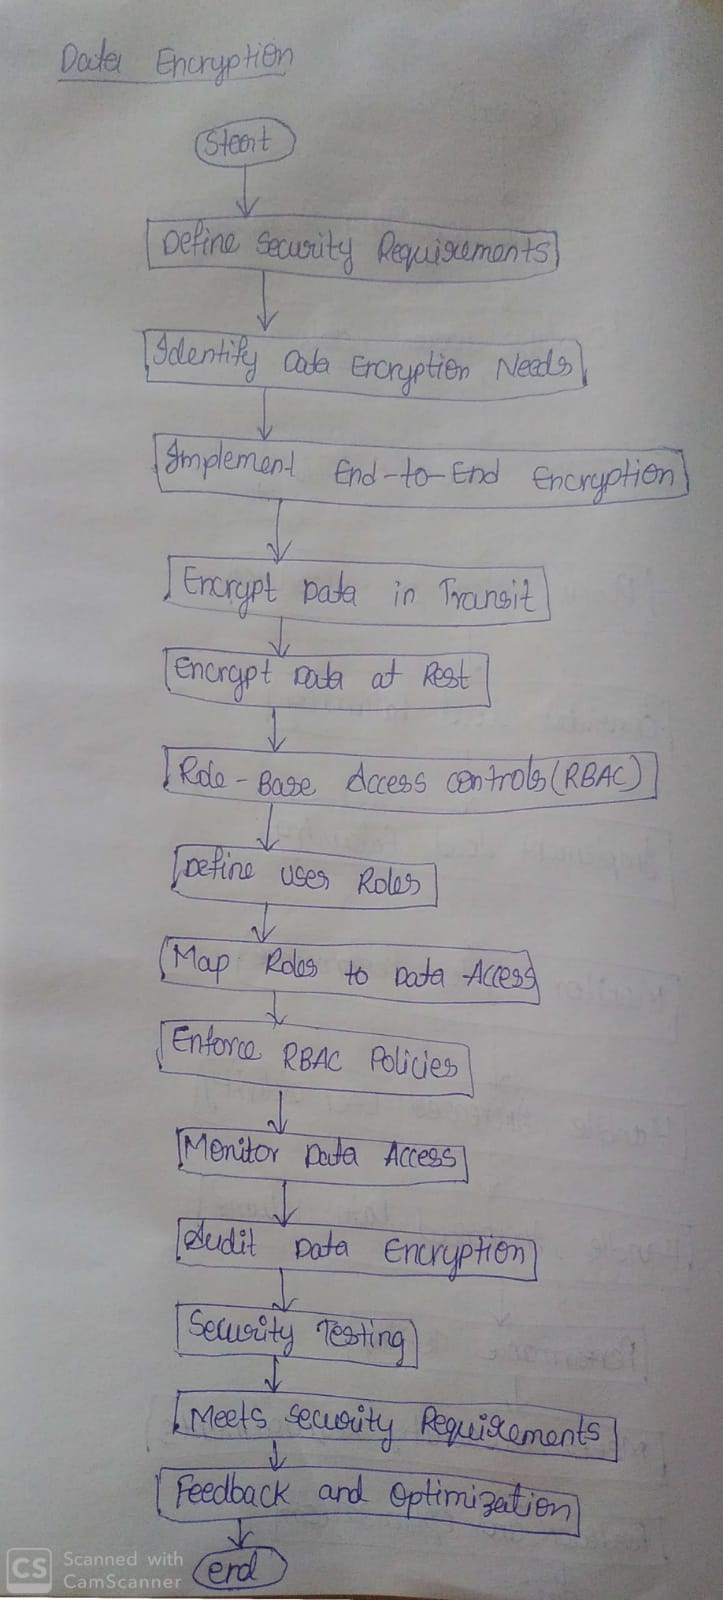 Data Encryption
Start
Define Security Requirements
Identify Data Encryption Needs
Implement End-to-End Encryption
Encrypt Data in Transit
Encrypt Data at Rest
Role-Base Access controls (RBAC)
Define user Roles
Map Roles to Data Access
Enforce RBAC Policies
Monitor Data Access
Audit Data Encryption
Security Testing
Meets Security Requirements
Feedback and Optimization
end
CS Scanned with
CamScanner